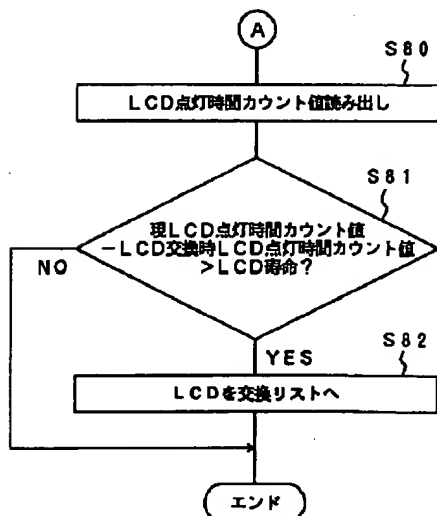 A
S80
LCD点灯時間カウント値読み出し
S81
現LCD点灯時間カウント値
－LCD交換時LCD点灯時間カウント値
＞LCD寿命？
NO
YES
S82
LCDを交換リストへ
エンド